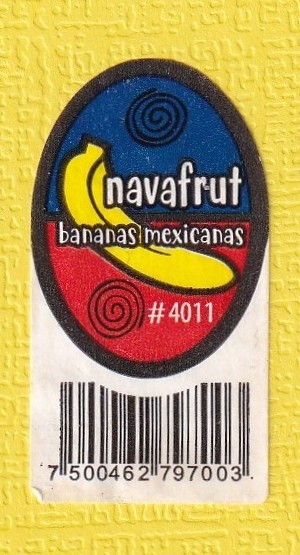 navafrut
bananas mexicanas
#4011
7 500462 797003